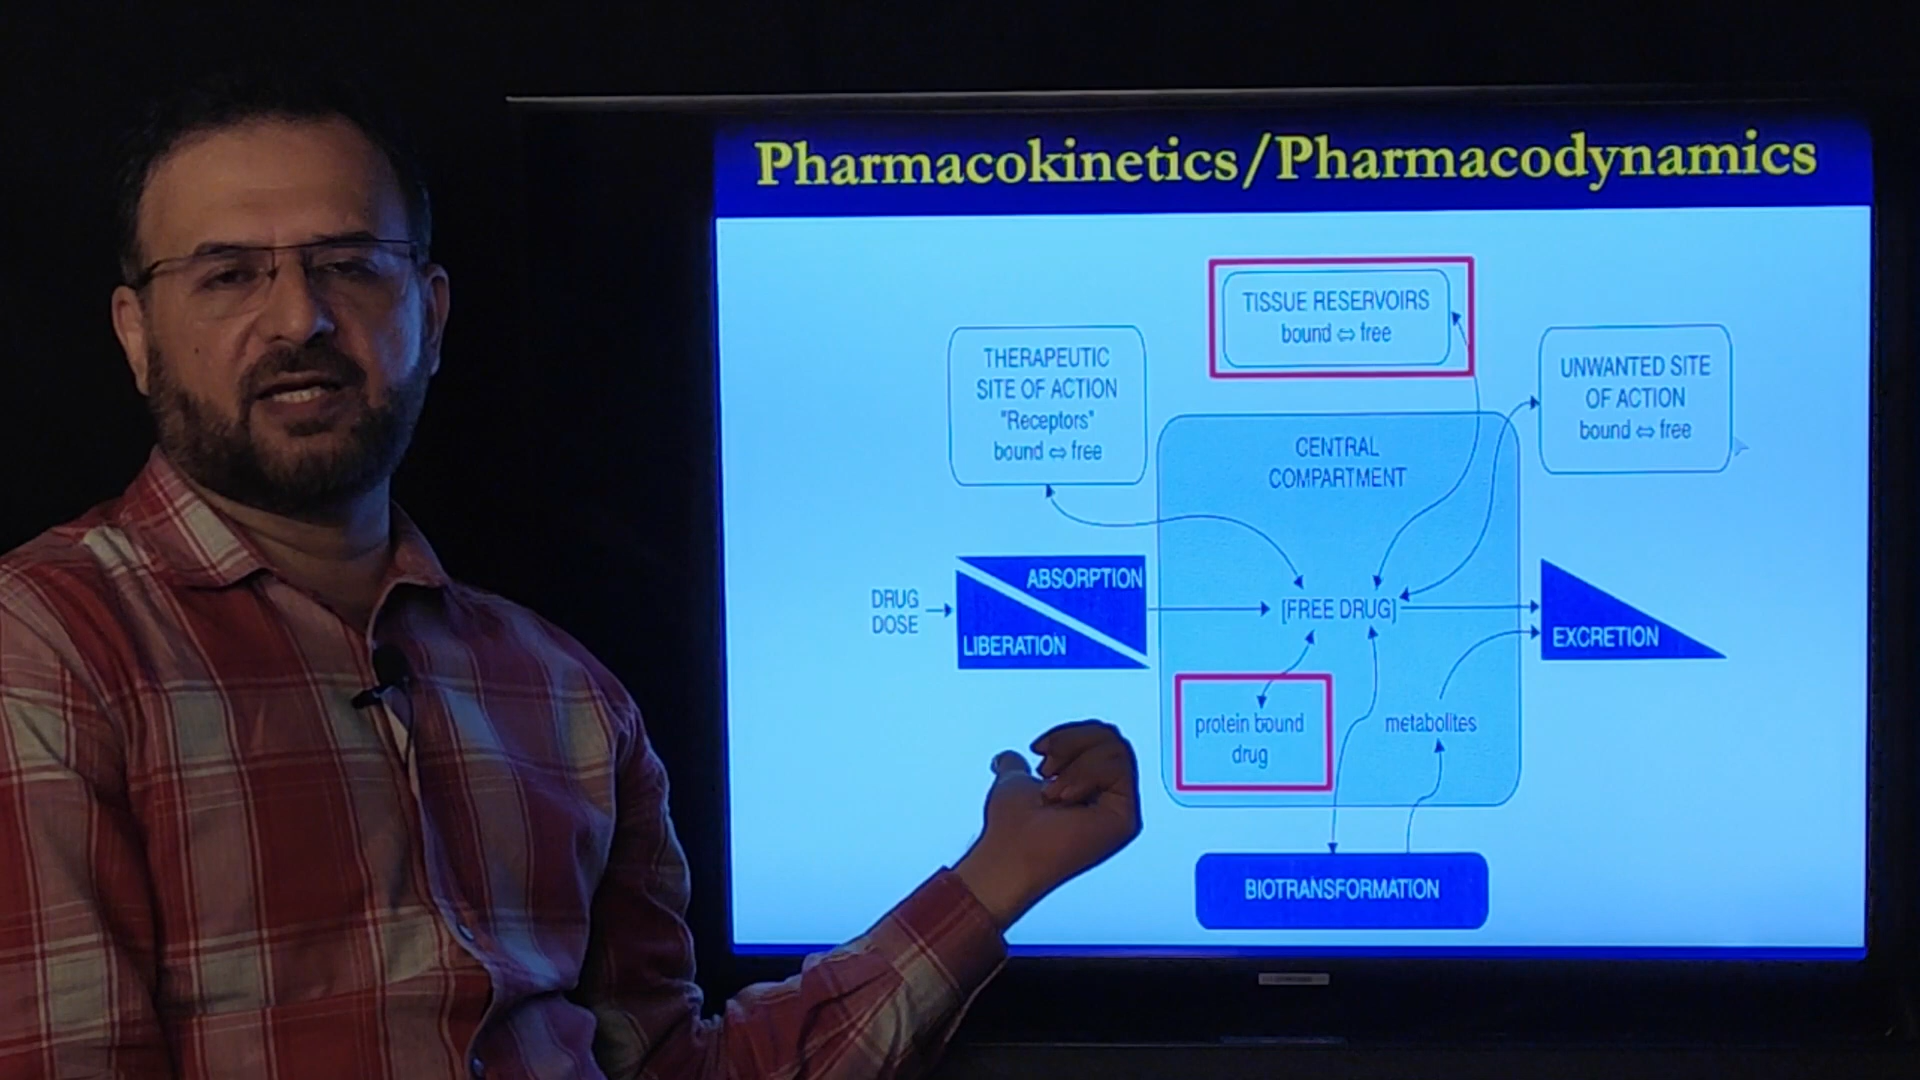 Pharmacokinetics/Pharmacodynamics
TISSUE RESERVOIRS
bound ⇔ free
THERAPEUTIC
SITE OF ACTION
"Receptors"
bound ⇔ free
UNWANTED SITE
OF ACTION
bound ⇔ free
CENTRAL
COMPARTMENT
DRUG
DOSE
ABSORPTION
LIBERATION
[FREE DRUG]
EXCRETION
protein bound
drug
metabolites
BIOTRANSFORMATION